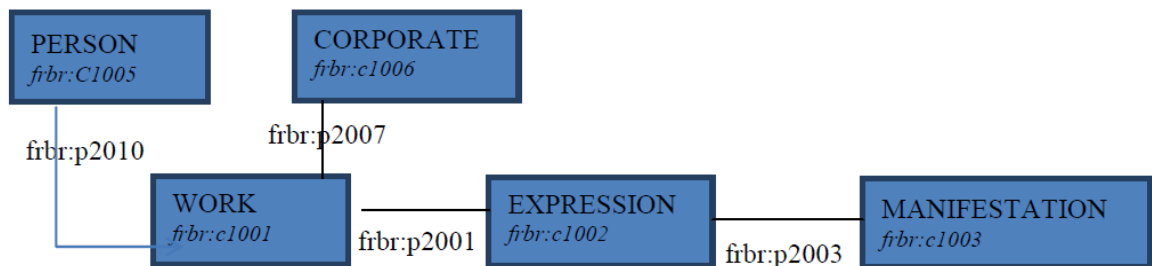 PERSON
frbr:C1005
CORPORATE
frbr:c1006
frbr:p2010
frbr:p2007
WORK
frbr:c1001
frbr:p2001
EXPRESSION
frbr:c1002
frbr:p2003
MANIFESTATION
frbr:c1003